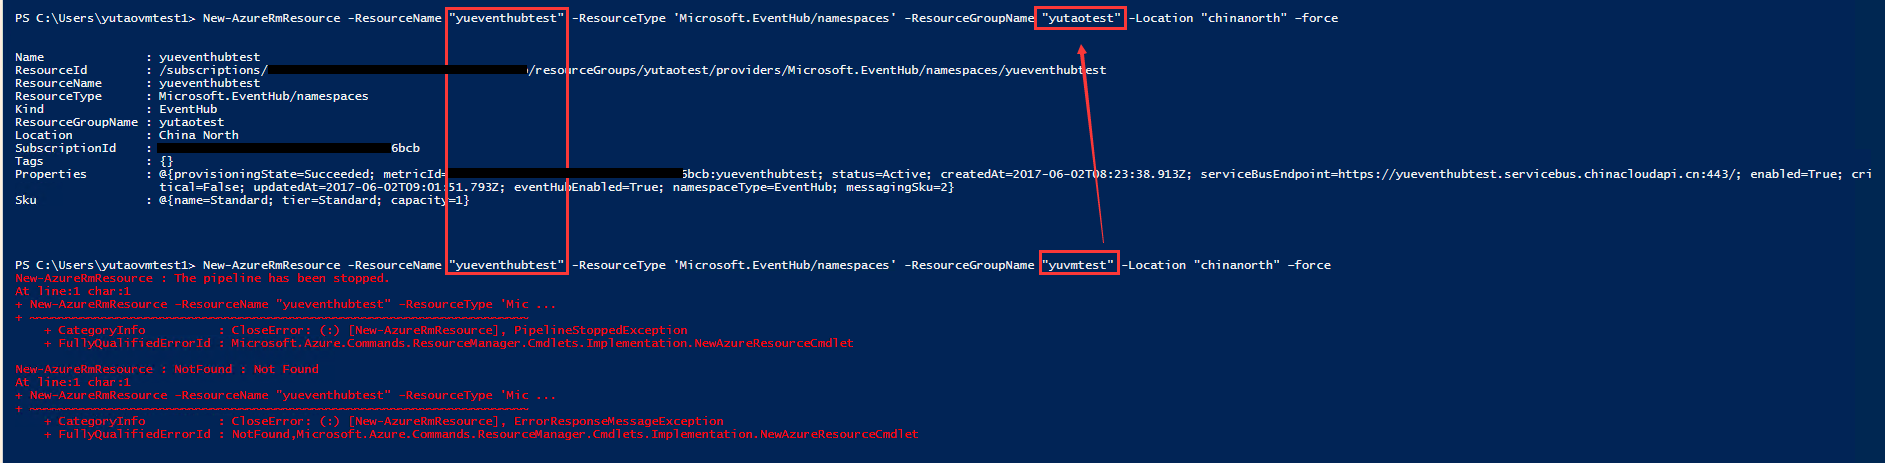 PS C:\Users\yutaovmtest1> New-AzureRmResource -ResourceName "yueventhubtest" -ResourceType 'Microsoft.EventHub/namespaces' -ResourceGroupName "yutaotest" -Location "chinanorth" -force
Name : yueventhubtest
ResourceId : /subscriptions/ /resourceGroups/yutaotest/providers/Microsoft.EventHub/namespaces/yueventhubtest
ResourceName : yueventhubtest
ResourceType : Microsoft.EventHub/namespaces
Kind : EventHub
ResourceGroupName : yutaotest
Location : China North
SubscriptionId : 6bcb
Tags : {}
Properties : @{provisioningState=Succeeded; metricId= 6bcb:yueventhubtest; status=Active; createdAt=2017-06-02T08:23:38.913Z; serviceBusEndpoint=https://yueventhubtest.servicebus.chinacloudapi.cn:443/; enabled=True; cri
tical=False; updatedAt=2017-06-02T09:01:51.793Z; eventHubEnabled=True; namespaceType=EventHub; messagingSku=2}
Sku : @{name=Standard; tier=Standard; capacity=1}
PS C:\Users\yutaovmtest1> New-AzureRmResource -ResourceName "yueventhubtest" -ResourceType 'Microsoft.EventHub/namespaces' -ResourceGroupName "yuvmtest" -Location "chinanorth" -force
New-AzureRmResource : The pipeline has been stopped.
At line:1 char:1
+ New-AzureRmResource -ResourceName "yueventhubtest" -ResourceType 'Mic ...
+ ~~~~~~~~~~~~~~~~~~~~~~~~~~~~~~~~~~~~~~~~~~~~~~~~~~~~~~~~~~~~~~~~~~~~~
+ CategoryInfo : CloseError: (:) [New-AzureRmResource], PipelineStoppedException
+ FullyQualifiedErrorId : Microsoft.Azure.Commands.ResourceManager.Cmdlets.Implementation.NewAzureResourceCmdlet
New-AzureRmResource : NotFound : Not Found
At line:1 char:1
+ New-AzureRmResource -ResourceName "yueventhubtest" -ResourceType 'Mic ...
+ ~~~~~~~~~~~~~~~~~~~~~~~~~~~~~~~~~~~~~~~~~~~~~~~~~~~~~~~~~~~~~~~~~~~~~
+ CategoryInfo : CloseError: (:) [New-AzureRmResource], ErrorResponseMessageException
+ FullyQualifiedErrorId : NotFound,Microsoft.Azure.Commands.ResourceManager.Cmdlets.Implementation.NewAzureResourceCmdlet